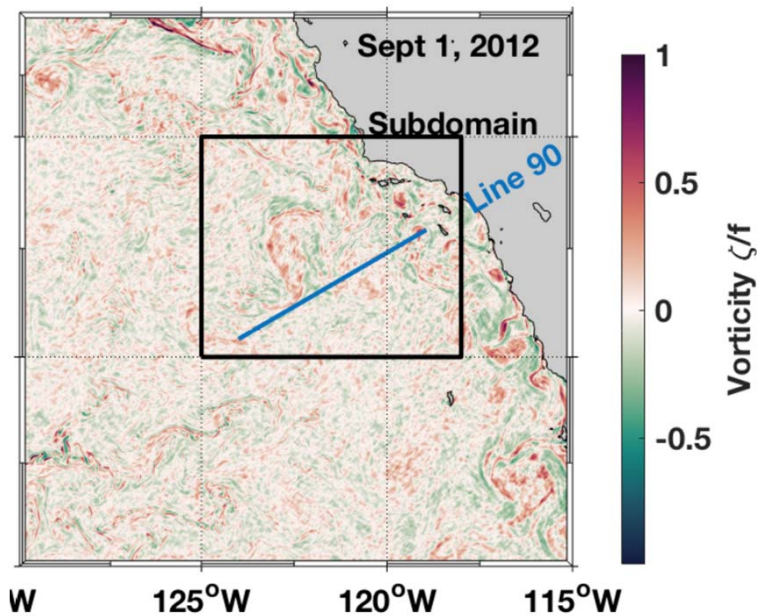 Sept 1, 2012
Subdomain
Line 90
1
0.5
0
-0.5
Vorticity ζ/f
W
125°W
120°W
115°W